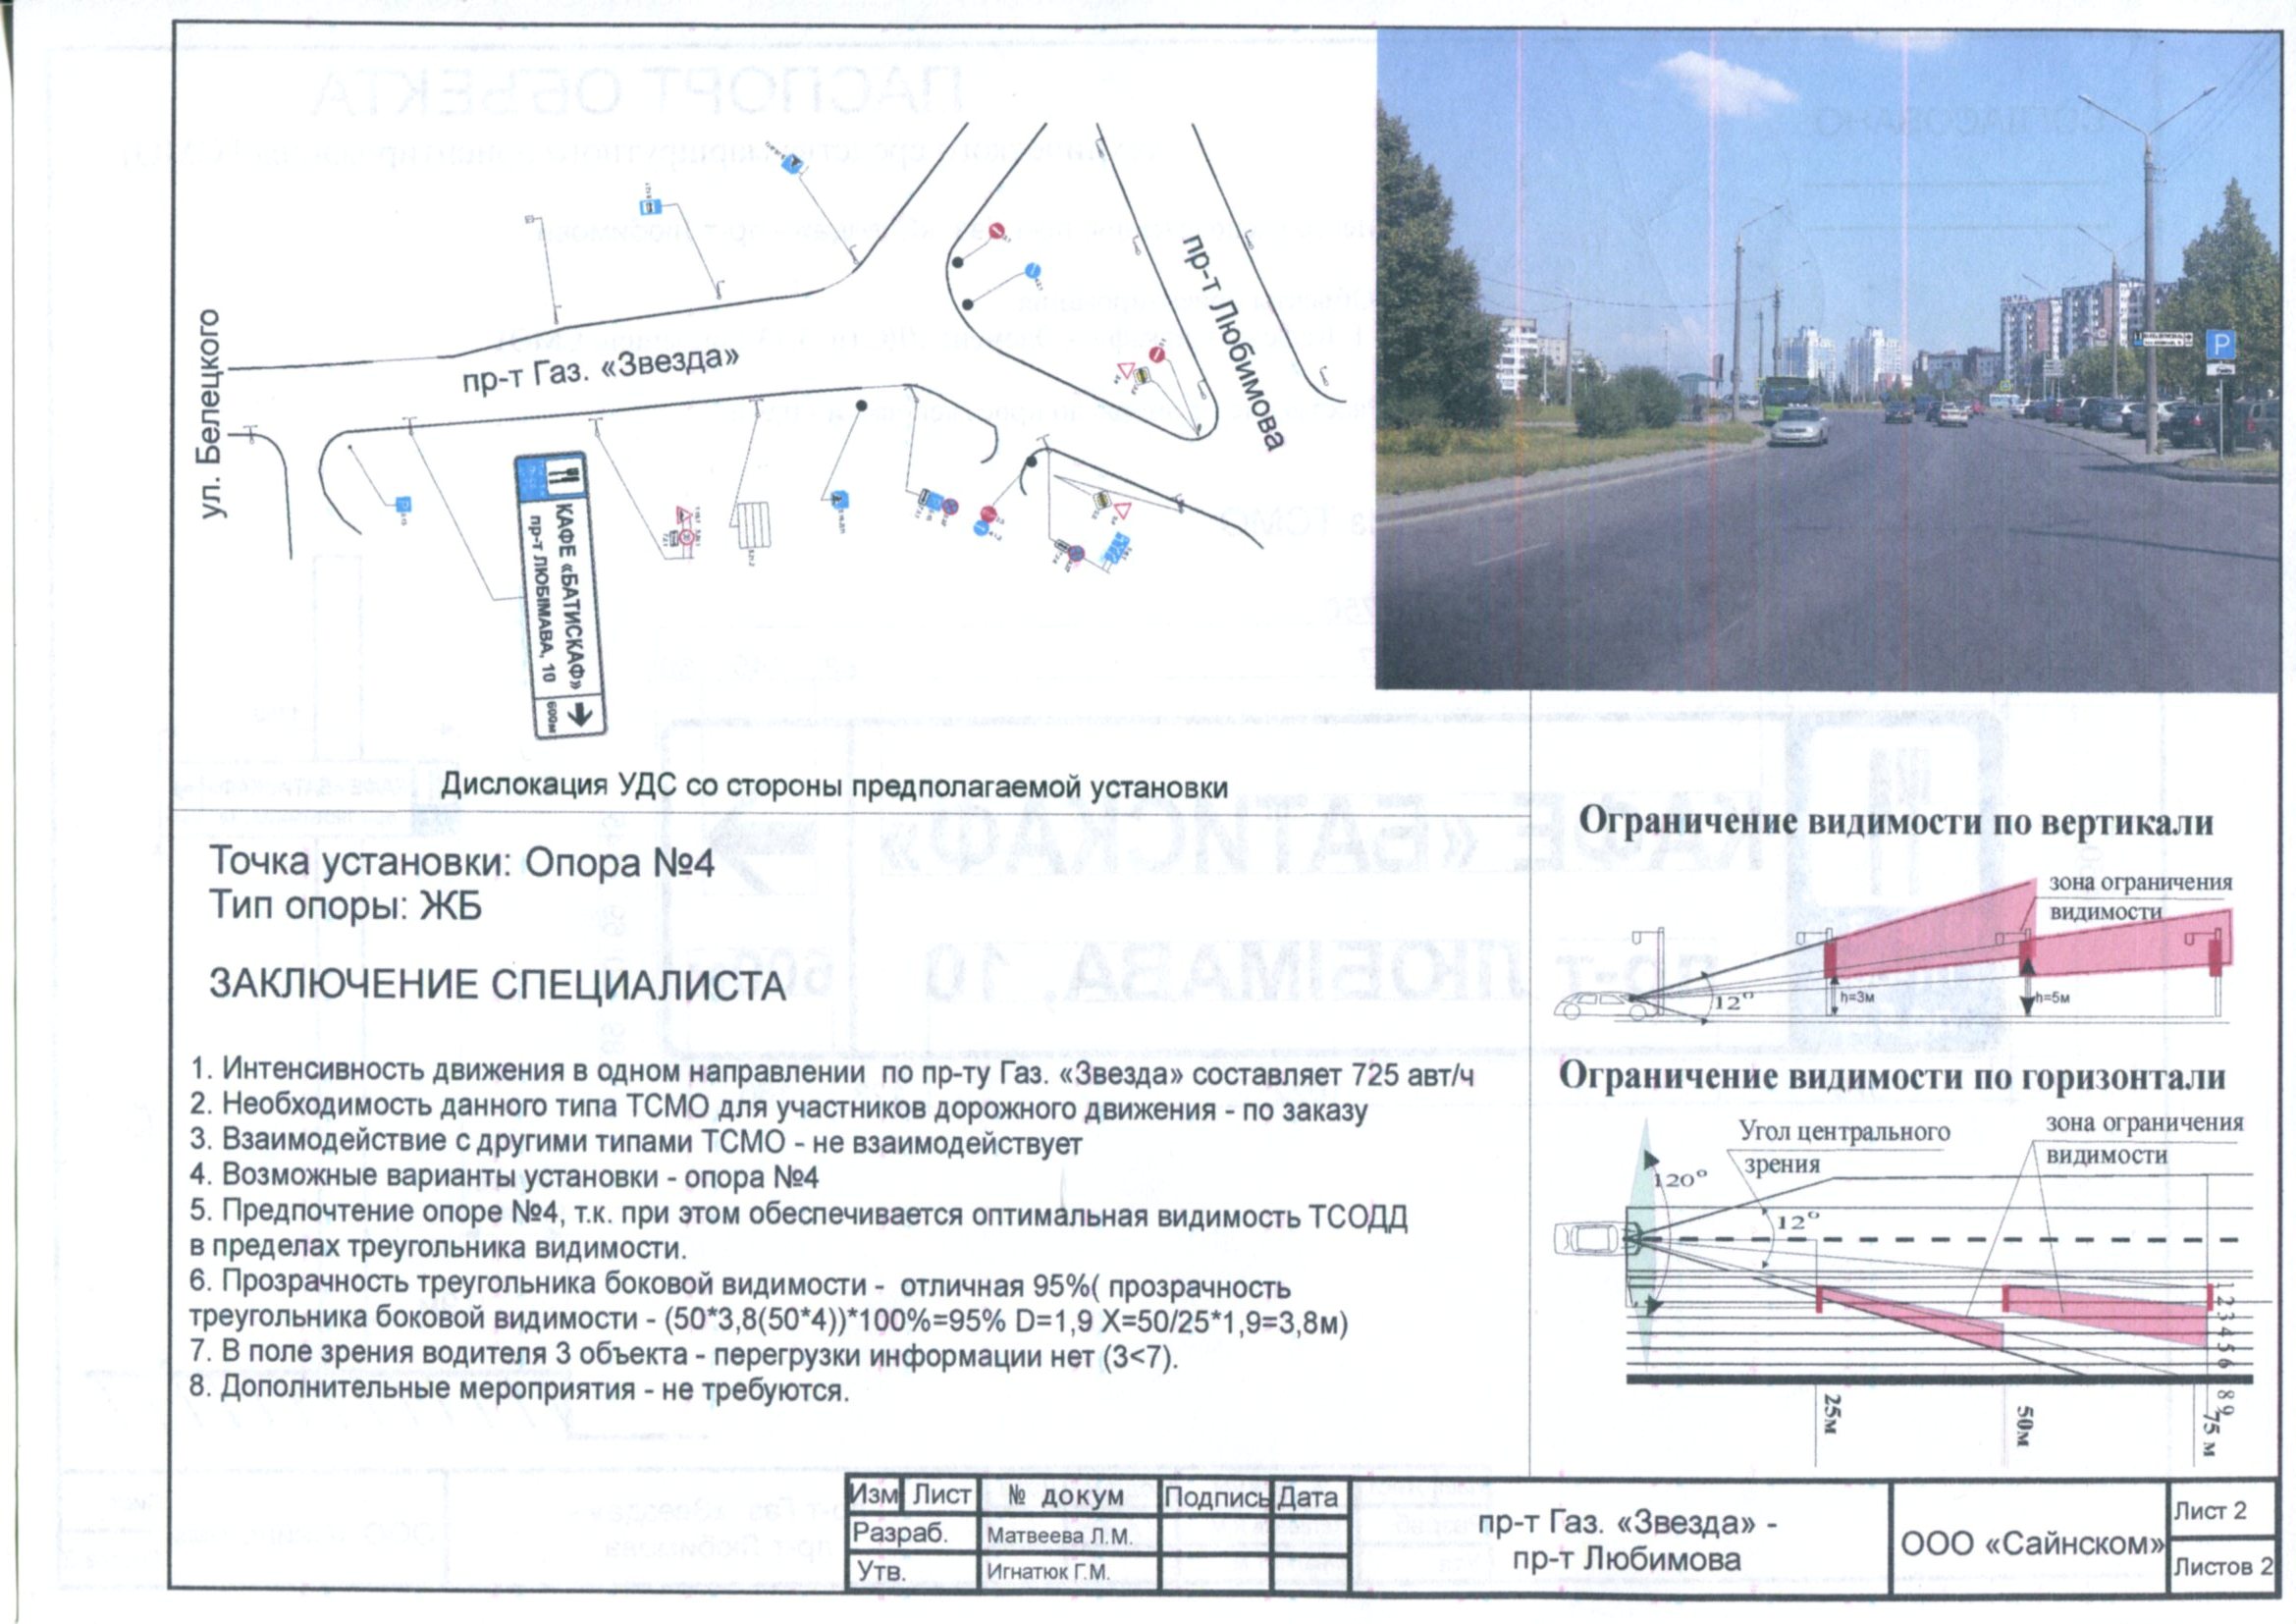 ул. Белецкого
пр-т Газ. «Звезда»
пр-т Любимова
КАФЕ «БАТИСКАФ»
пр-т ЛЮБІМАВА, 10
600м
P
Дислокация УДС со стороны предполагаемой установки
Точка установки: Опора №4
Тип опоры: ЖБ
ЗАКЛЮЧЕНИЕ СПЕЦИАЛИСТА
1. Интенсивность движения в одном направлении по пр-ту Газ. «Звезда» составляет 725 авт/ч
2. Необходимость данного типа ТСМО для участников дорожного движения - по заказу
3. Взаимодействие с другими типами ТСМО - не взаимодействует
4. Возможные варианты установки - опора №4
5. Предпочтение опоре №4, т.к. при этом обеспечивается оптимальная видимость ТСОДД
в пределах треугольника видимости.
6. Прозрачность треугольника боковой видимости - отличная 95%( прозрачность
треугольника боковой видимости - (50*3,8(50*4))*100%=95% D=1,9 X=50/25*1,9=3,8м)
7. В поле зрения водителя 3 объекта - перегрузки информации нет (3<7).
8. Дополнительные мероприятия - не требуются.
Ограничение видимости по вертикали
зона ограничения
видимости
12°
h=3м
h=5м
Ограничение видимости по горизонтали
Угол центрального
зрения
зона ограничения
видимости
120°
12°
1 2 3 4 5 6
8 9
25м
50м
75 м
Изм Лист № докум Подпись Дата
Разраб. Матвеева Л.М.
Утв. Игнатюк Г.М.
пр-т Газ. «Звезда» -
пр-т Любимова
ООО «Сайнском»
Лист 2
Листов 2